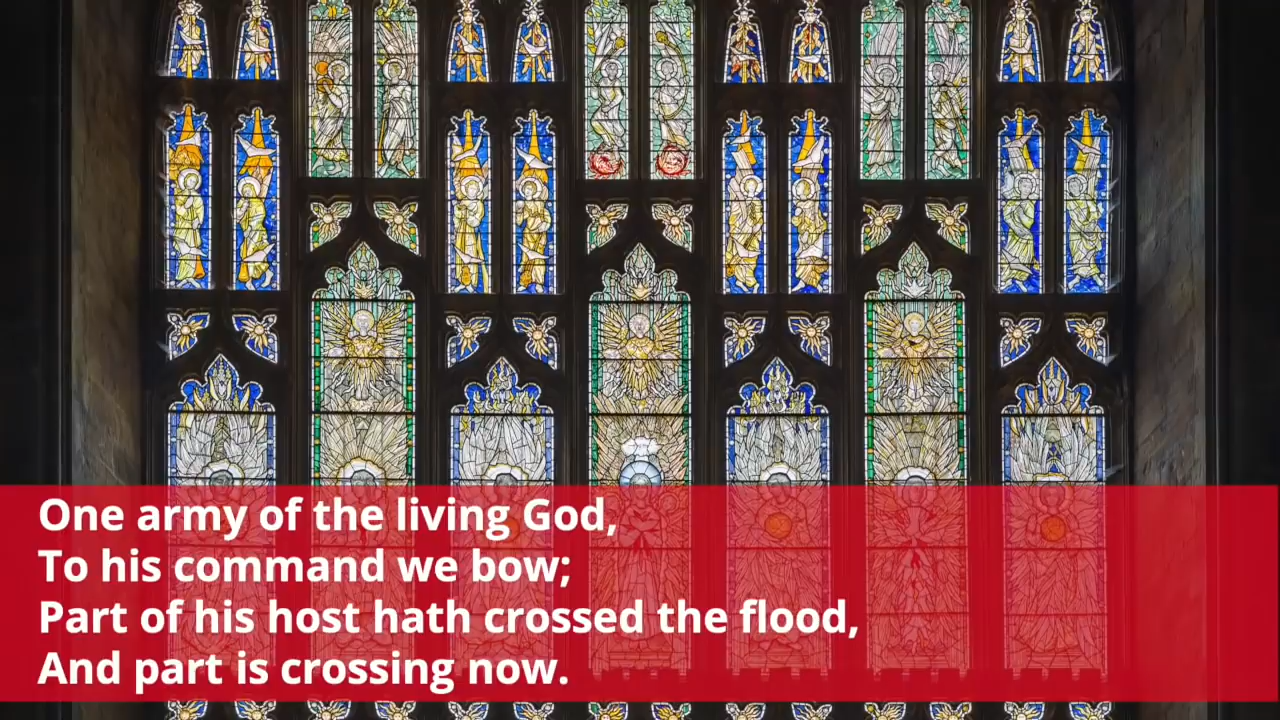 One army of the living God,
To his command we bow;
Part of his host hath crossed the flood,
And part is crossing now.